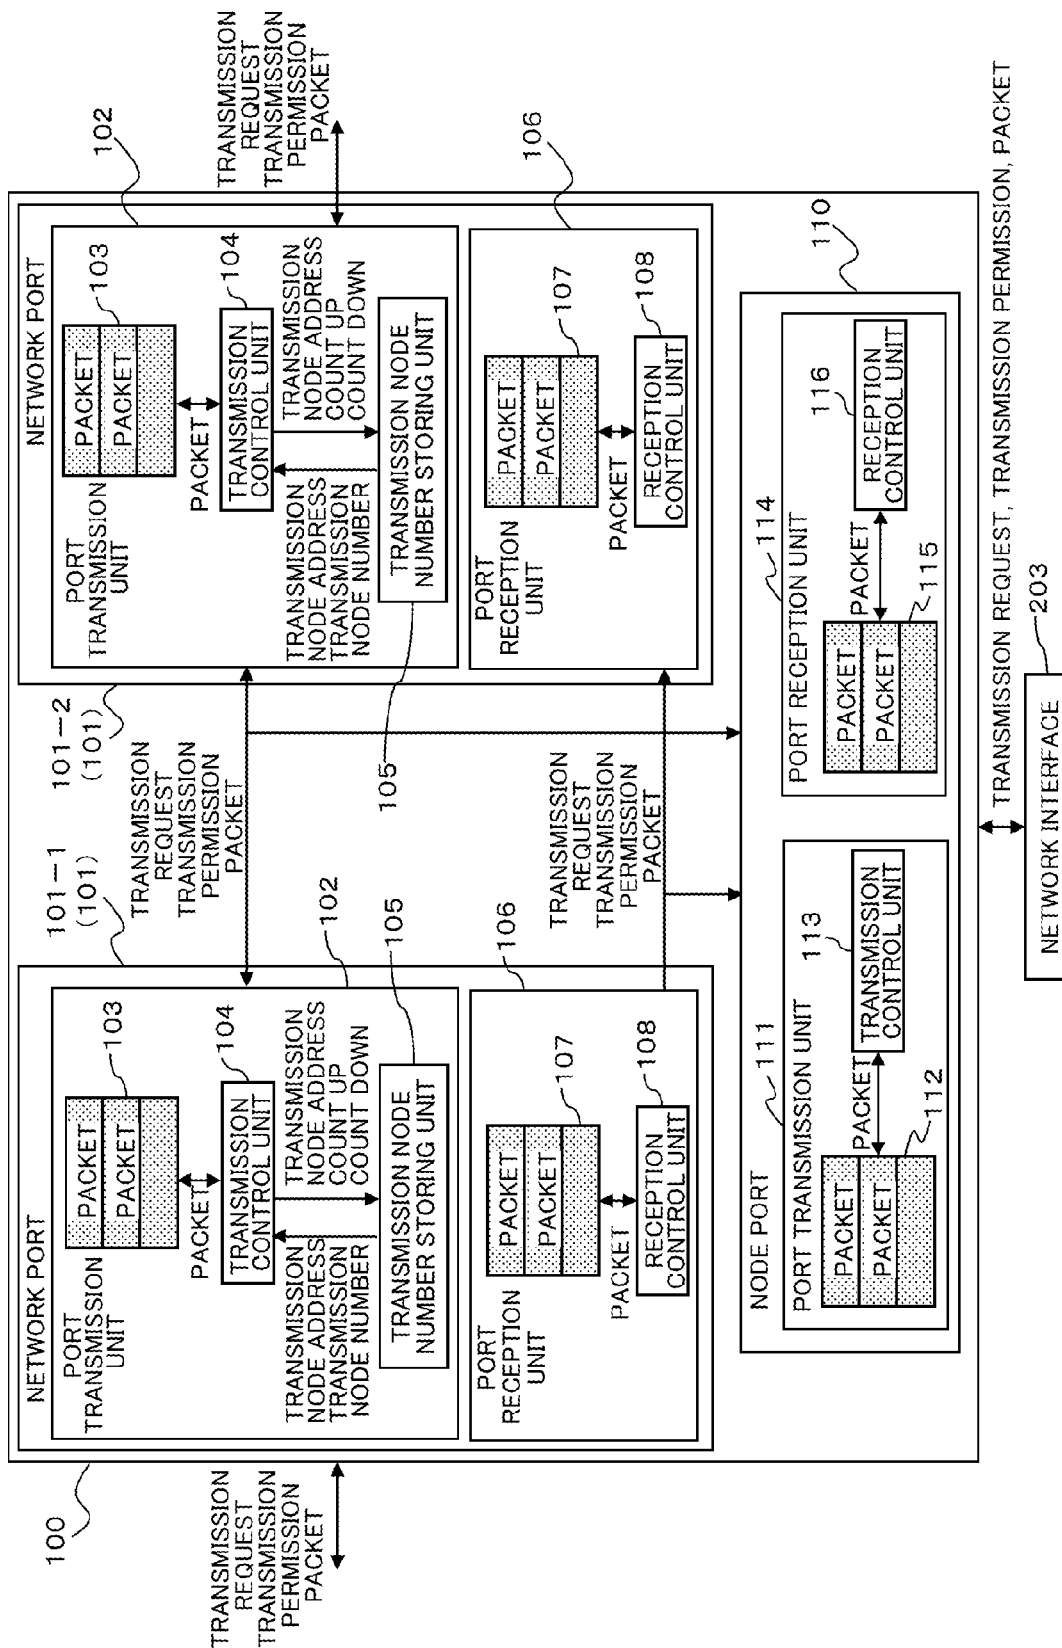 100
TRANSMISSION
REQUEST
TRANSMISSION
PERMISSION
PACKET
NETWORK PORT
101-1
(101)
PORT
TRANSMISSION
UNIT
PACKET
PACKET
103
PACKET
TRANSMISSION
CONTROL UNIT
104
TRANSMISSION
NODE ADDRESS
TRANSMISSION
NODE NUMBER
TRANSMISSION
NODE ADDRESS
COUNT UP
COUNT DOWN
TRANSMISSION NODE
NUMBER STORING UNIT
102
105
PORT
RECEPTION
UNIT
PACKET
PACKET
107
PACKET
RECEPTION
CONTROL UNIT
108
106
TRANSMISSION
REQUEST
TRANSMISSION
PERMISSION
PACKET
TRANSMISSION
REQUEST
TRANSMISSION
PERMISSION
PACKET
NETWORK PORT
101-2
(101)
PORT
TRANSMISSION
UNIT
PACKET
PACKET
103
PACKET
TRANSMISSION
CONTROL UNIT
104
TRANSMISSION
NODE ADDRESS
TRANSMISSION
NODE NUMBER
TRANSMISSION
NODE ADDRESS
COUNT UP
COUNT DOWN
TRANSMISSION NODE
NUMBER STORING UNIT
105
102
TRANSMISSION
REQUEST
TRANSMISSION
PERMISSION
PACKET
PORT
RECEPTION
UNIT
PACKET
PACKET
107
PACKET
RECEPTION
CONTROL UNIT
108
106
NODE PORT
110
111
PORT TRANSMISSION UNIT
PACKET
PACKET
112
PACKET
TRANSMISSION
CONTROL UNIT
113
114
PORT RECEPTION UNIT
PACKET
PACKET
115
PACKET
RECEPTION
CONTROL UNIT
116
TRANSMISSION REQUEST, TRANSMISSION PERMISSION, PACKET
NETWORK INTERFACE
203